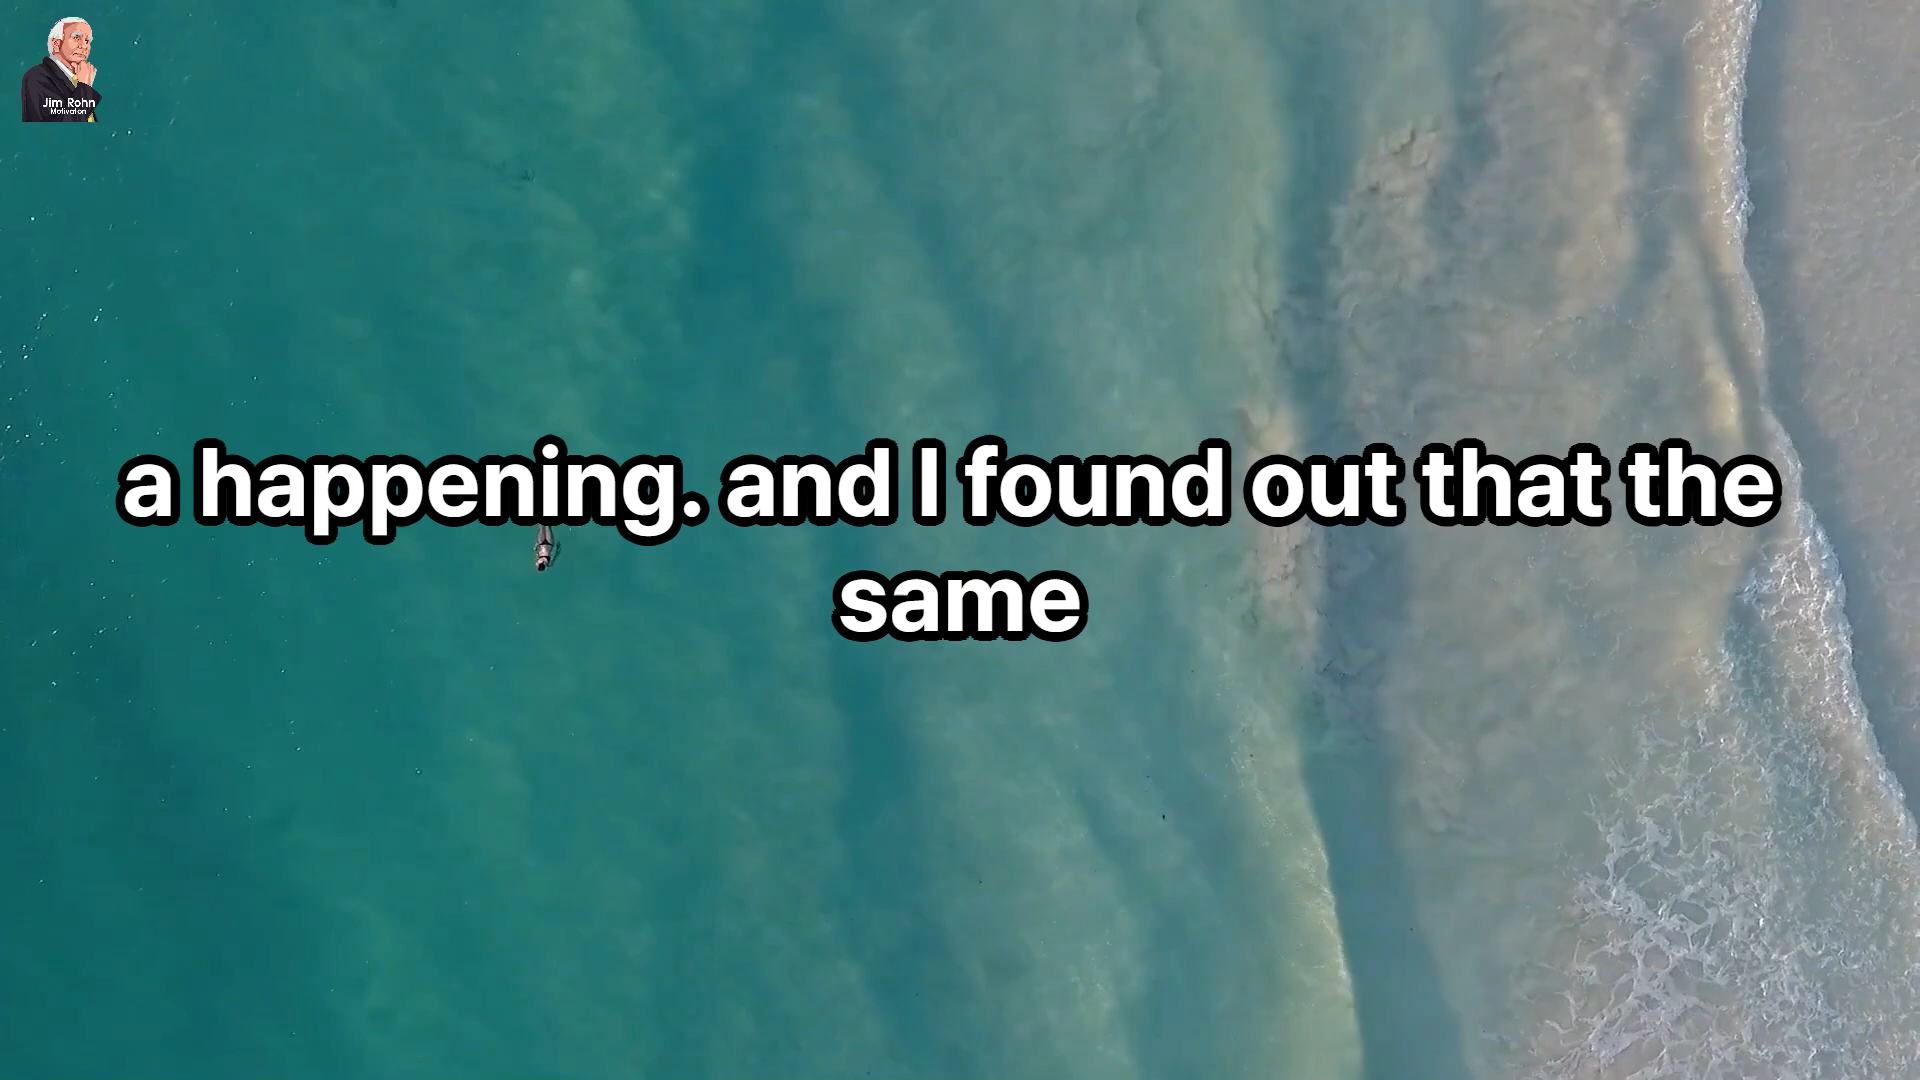 Jim Rohn
Motivation
a happening. and I found out that the
same